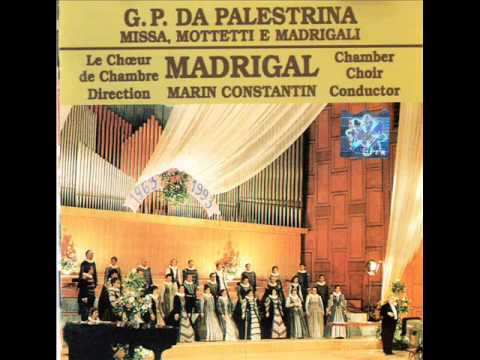 G. P. DA PALESTRINA
MISSA, MOTTETTI E MADRIGALI
Le Chœur
de Chambre
Direction
MADRIGAL
MARIN CONSTANTIN
Chamber
Choir
Conductor
1963 1993